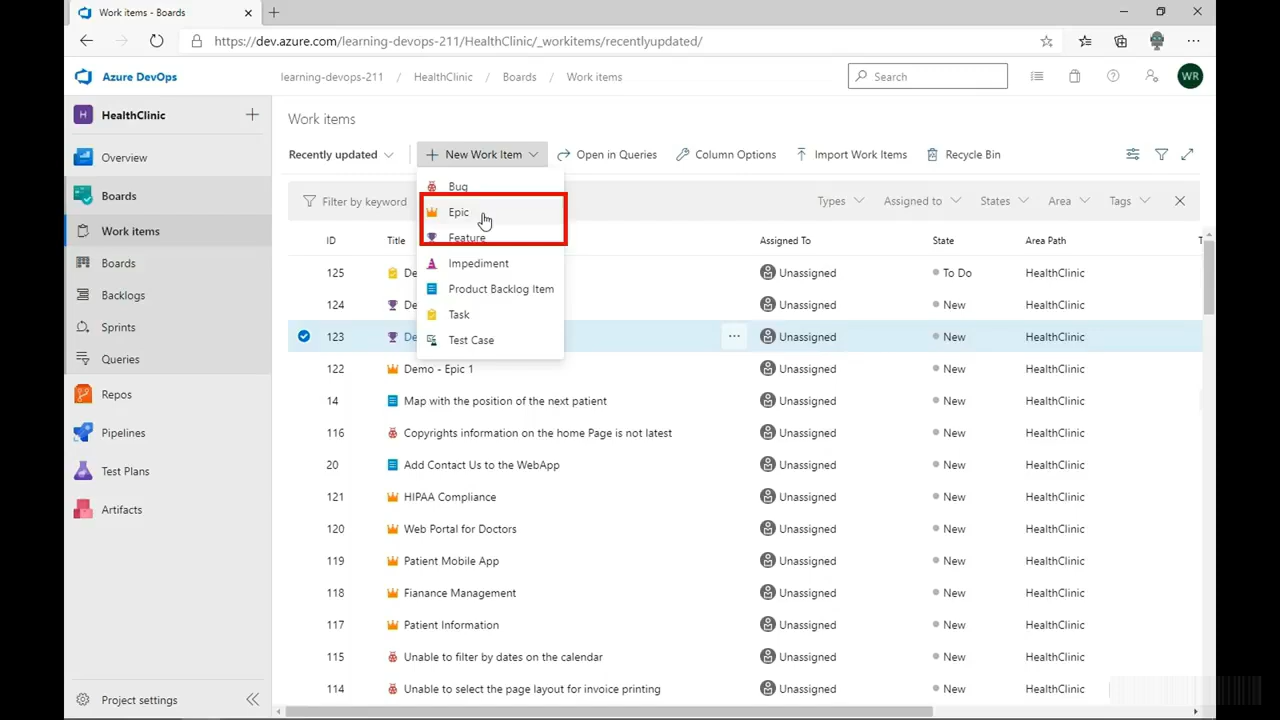 Work items - Boards
https://dev.azure.com/learning-devops-211/HealthClinic/_workitems/recentlyupdated/
Azure DevOps
learning-devops-211 / HealthClinic / Boards / Work items
Search
WR
H HealthClinic
Overview
Boards
Work items
Boards
Backlogs
Sprints
Queries
Repos
Pipelines
Test Plans
Artifacts
Project settings
Work items
Recently updated
New Work Item
Open in Queries
Column Options
Import Work Items
Recycle Bin
Bug
Epic
Feature
Impediment
Product Backlog Item
Task
Test Case
Filter by keyword Types Assigned to States Area Tags
ID Title Assigned To State Area Path T
125 De Unassigned To Do HealthClinic
124 De Unassigned New HealthClinic
123 De Unassigned New HealthClinic
122 Demo - Epic 1 Unassigned New HealthClinic
14 Map with the position of the next patient Unassigned New HealthClinic
116 Copyrights information on the home Page is not latest Unassigned New HealthClinic
20 Add Contact Us to the WebApp Unassigned New HealthClinic
121 HIPAA Compliance Unassigned New HealthClinic
120 Web Portal for Doctors Unassigned New HealthClinic
119 Patient Mobile App Unassigned New HealthClinic
118 Fianance Management Unassigned New HealthClinic
117 Patient Information Unassigned New HealthClinic
115 Unable to filter by dates on the calendar Unassigned New HealthClinic
114 Unable to select the page layout for invoice printing Unassigned New HealthClinic